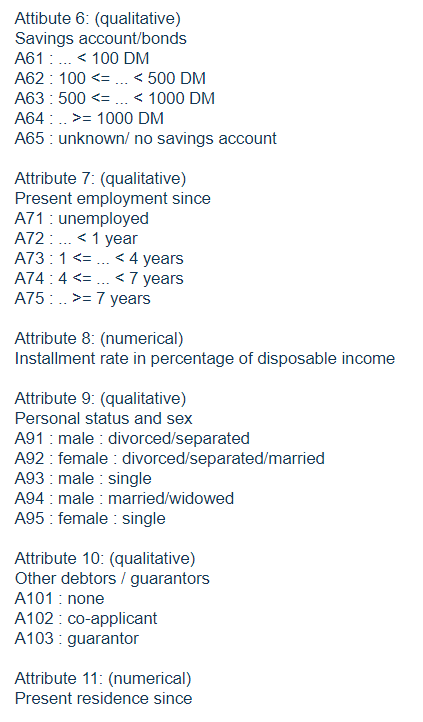 Attibute 6: (qualitative)
Savings account/bonds
A61 : ... < 100 DM
A62 : 100 <= ... < 500 DM
A63 : 500 <= ... < 1000 DM
A64 : .. >= 1000 DM
A65 : unknown/ no savings account
Attribute 7: (qualitative)
Present employment since
A71 : unemployed
A72 : ... < 1 year
A73 : 1 <= ... < 4 years
A74 : 4 <= ... < 7 years
A75 : .. >= 7 years
Attribute 8: (numerical)
Installment rate in percentage of disposable income
Attribute 9: (qualitative)
Personal status and sex
A91 : male : divorced/separated
A92 : female : divorced/separated/married
A93 : male : single
A94 : male : married/widowed
A95 : female : single
Attribute 10: (qualitative)
Other debtors / guarantors
A101 : none
A102 : co-applicant
A103 : guarantor
Attribute 11: (numerical)
Present residence since